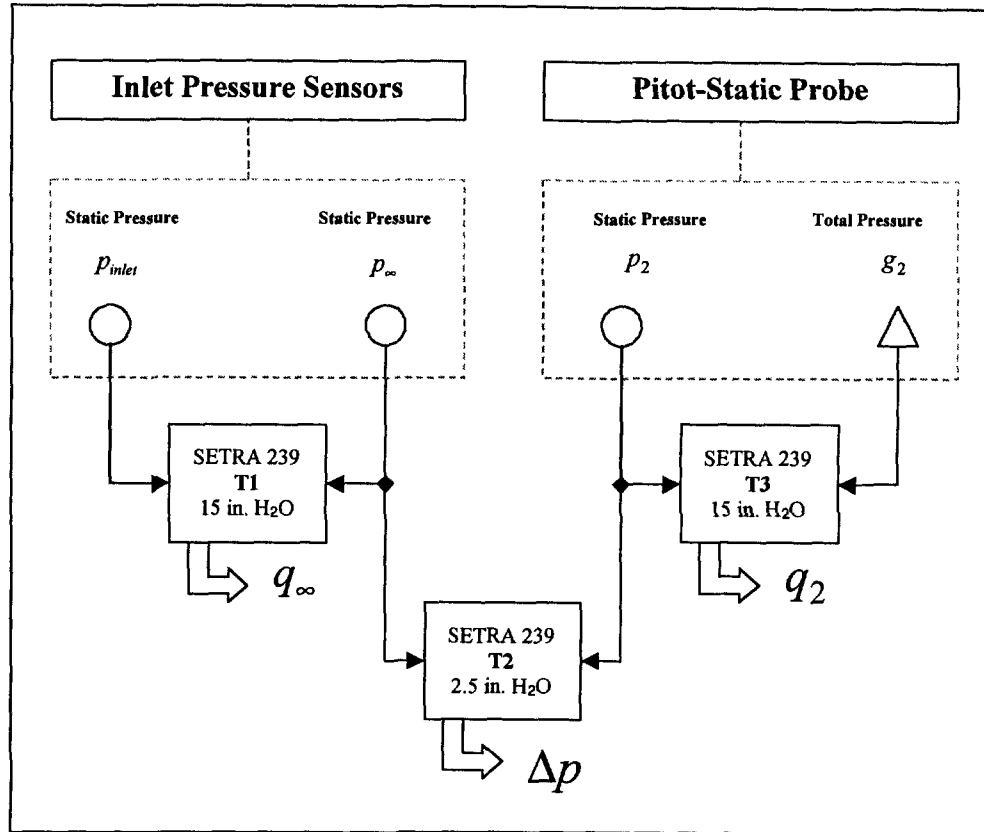 Inlet Pressure Sensors
Pitot-Static Probe
Static Pressure
Static Pressure
Static Pressure
Total Pressure
p_inlet
p_∞
p_2
g_2
SETRA 239
T1
15 in. H₂O
SETRA 239
T3
15 in. H₂O
q_∞
q_2
SETRA 239
T2
2.5 in. H₂O
Δp